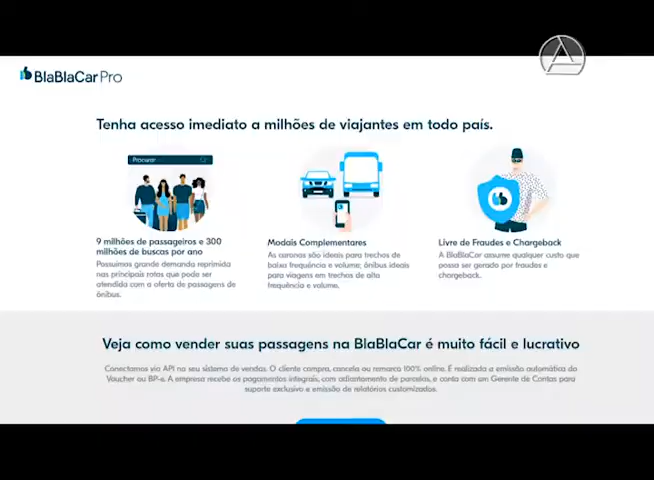 BlaBlaCar Pro
Tenha acesso imediato a milhões de viajantes em todo país.
Procurar
9 milhões de passageiros e 300
milhões de buscas por ano
Possuimos grande demanda reprimida
nas principais rotas que pode ser
atendida com a oferta de passagens de
ônibus.
Modais Complementares
As caronas são ideais para trechos de
baixa frequência e volume; ônibus ideais
para viagens em trechos de alta
frequência e volume.
Livre de Fraudes e Chargeback
A BlaBlaCar assume qualquer custo que
possa ser gerado por fraudes e
chargeback.
Veja como vender suas passagens na BlaBlaCar é muito fácil e lucrativo
Conectamos via API no seu sistema de vendas. O cliente compra, cancela ou remarca 100% online. É realizada a emissão automática do
Voucher ou BP-e. A empresa recebe os pagamentos integrais, com adiantamento de parcelas, e conta com um Gerente de Contas para
suporte exclusivo e emissão de relatórios customizados.